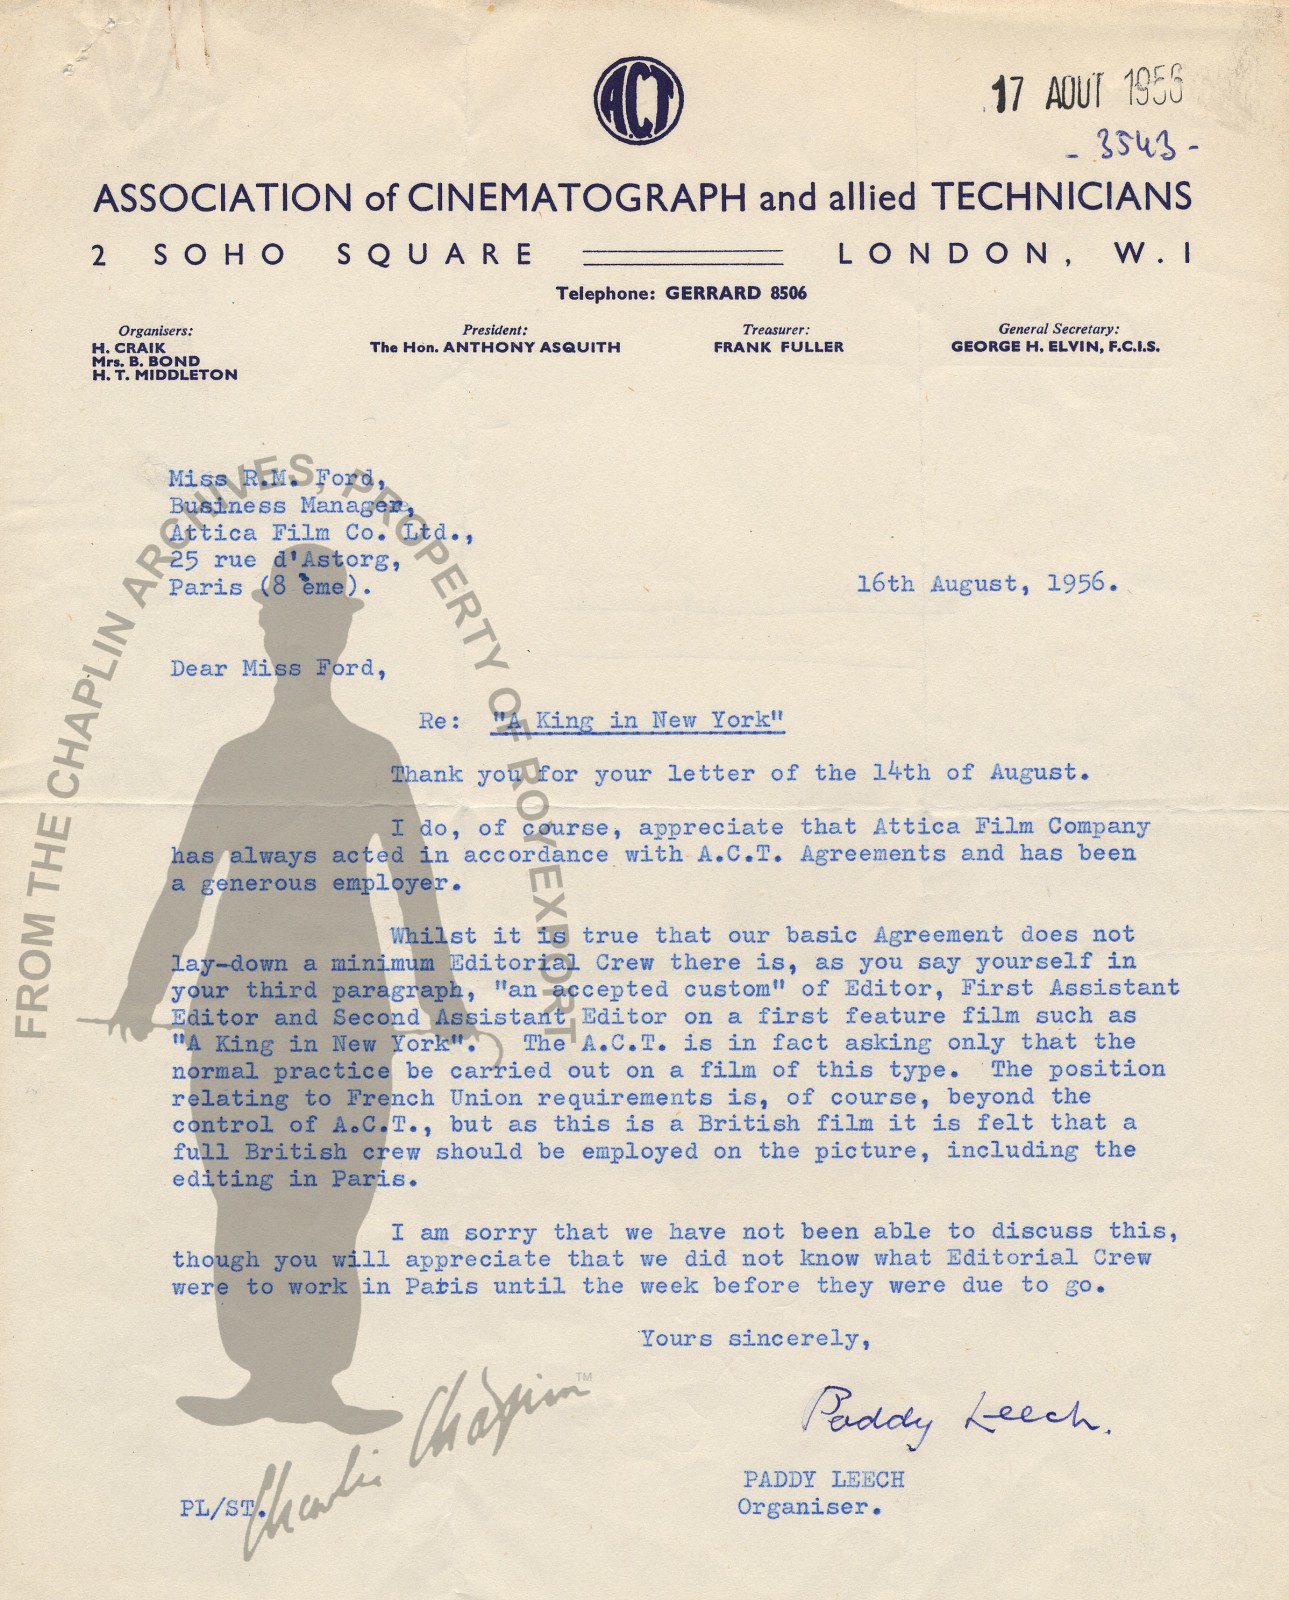 A.C.T.
17 AOUT 1956
- 3543 -
ASSOCIATION of CINEMATOGRAPH and allied TECHNICIANS
2 SOHO SQUARE LONDON, W.1
Telephone: GERRARD 8506
Organisers:
H. CRAIK
Mrs. B. BOND
H. T. MIDDLETON
President:
The Hon. ANTHONY ASQUITH
Treasurer:
FRANK FULLER
General Secretary:
GEORGE H. ELVIN, F.C.I.S.
Miss R.M. Ford,
Business Manager,
Attica Film Co. Ltd.,
25 rue d'Astorg,
Paris (8 ème).
16th August, 1956.
Dear Miss Ford,
Re: "A King in New York"
Thank you for your letter of the 14th of August.
I do, of course, appreciate that Attica Film Company
has always acted in accordance with A.C.T. Agreements and has been
a generous employer.
Whilst it is true that our basic Agreement does not
lay-down a minimum Editorial Crew there is, as you say yourself in
your third paragraph, "an accepted custom" of Editor, First Assistant
Editor and Second Assistant Editor on a first feature film such as
"A King in New York". The A.C.T. is in fact asking only that the
normal practice be carried out on a film of this type. The position
relating to French Union requirements is, of course, beyond the
control of A.C.T., but as this is a British film it is felt that a
full British crew should be employed on the picture, including the
editing in Paris.
I am sorry that we have not been able to discuss this,
though you will appreciate that we did not know what Editorial Crew
were to work in Paris until the week before they were due to go.
Yours sincerely,
Paddy Leech.
PADDY LEECH
Organiser.
PL/ST.
FROM THE CHAPLIN ARCHIVES, PROPERTY OF ROY EXPORT
Charlie Chaplin™